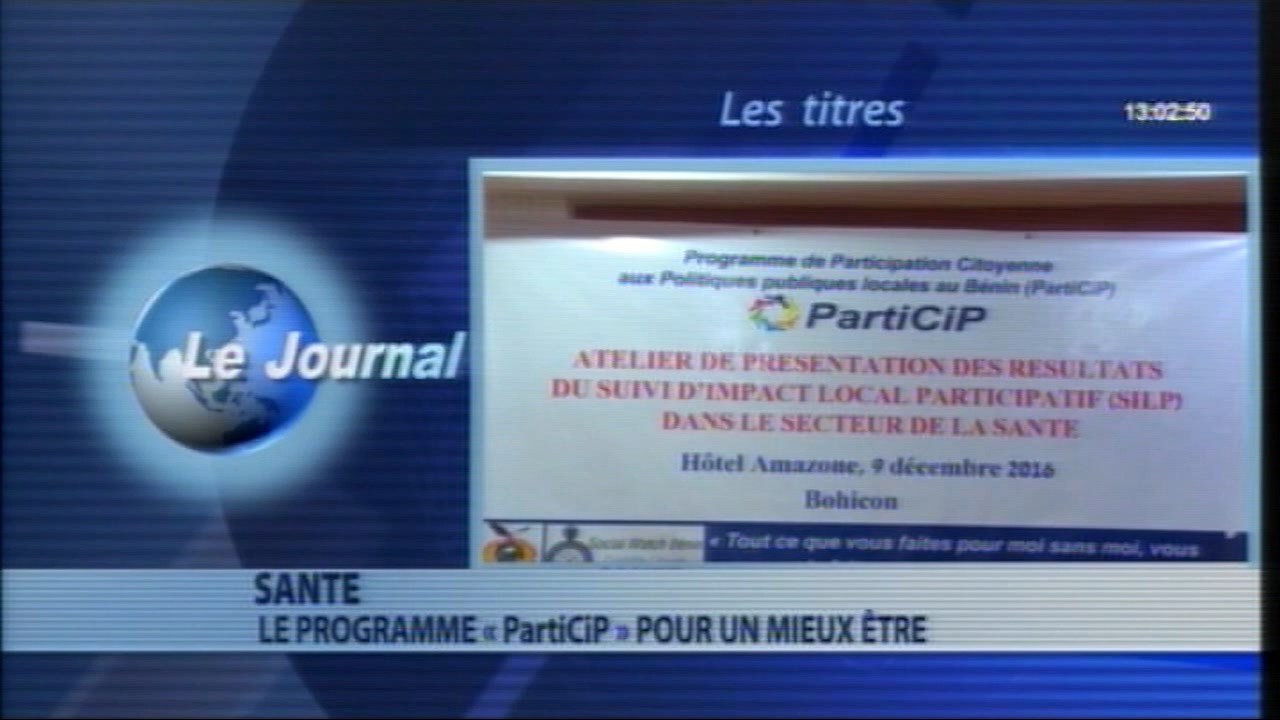 Les titres
13:02:50
Le Journal
Programme de Participation Citoyenne
aux Politiques publiques locales au Bénin (PartiCiP)
PartiCiP
ATELIER DE PRESENTATION DES RESULTATS
DU SUIVI D'IMPACT LOCAL PARTICIPATIF (SILP)
DANS LE SECTEUR DE LA SANTE
Hôtel Amazone, 9 décembre 2016
Bohicon
Social Watch Bénin
« Tout ce que vous faites pour moi sans moi, vous
SANTE
LE PROGRAMME « PartiCiP » POUR UN MIEUX ÊTRE